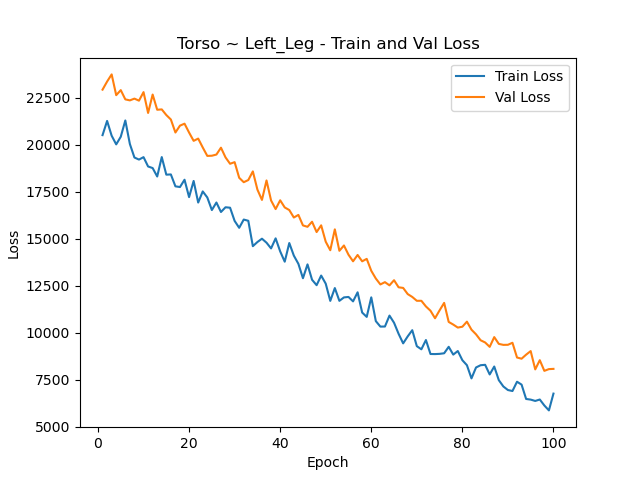 Torso ~ Left_Leg - Train and Val Loss
Train Loss
Val Loss
Loss
22500
20000
17500
15000
12500
10000
7500
5000
0 20 40 60 80 100
Epoch